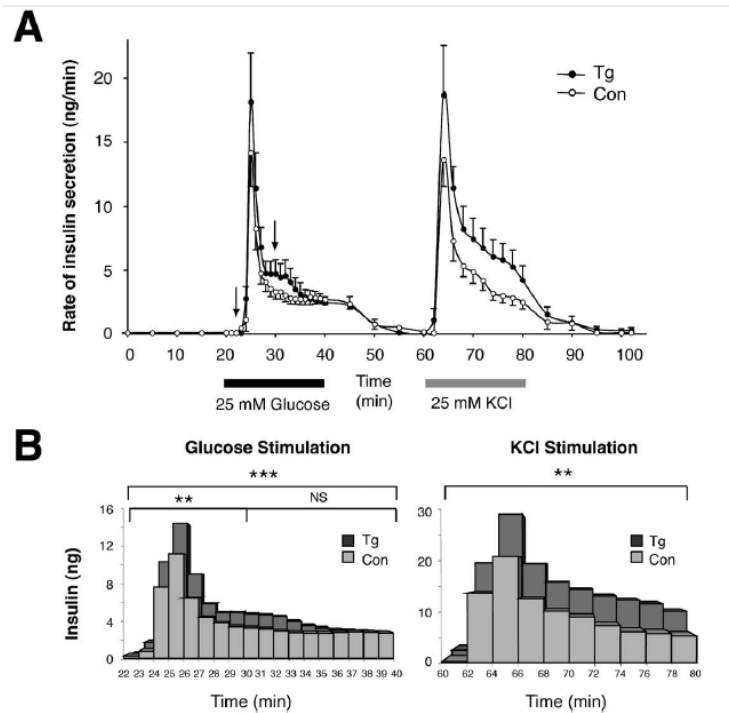 A
Rate of insulin secretion (ng/min)
20
15
10
5
0
Tg
Con
0 10 20 30 40 50 60 70 80 90 100
Time
(min)
25 mM Glucose
25 mM KCl
B
Glucose Stimulation
***
**
NS
Insulin (ng)
16
12
8
4
0
Tg
Con
22 23 24 25 26 27 28 29 30 31 32 33 34 35 36 37 38 39 40
Time (min)
KCl Stimulation
**
30
20
10
0
Tg
Con
60 62 64 66 68 70 72 74 76 78 80
Time (min)